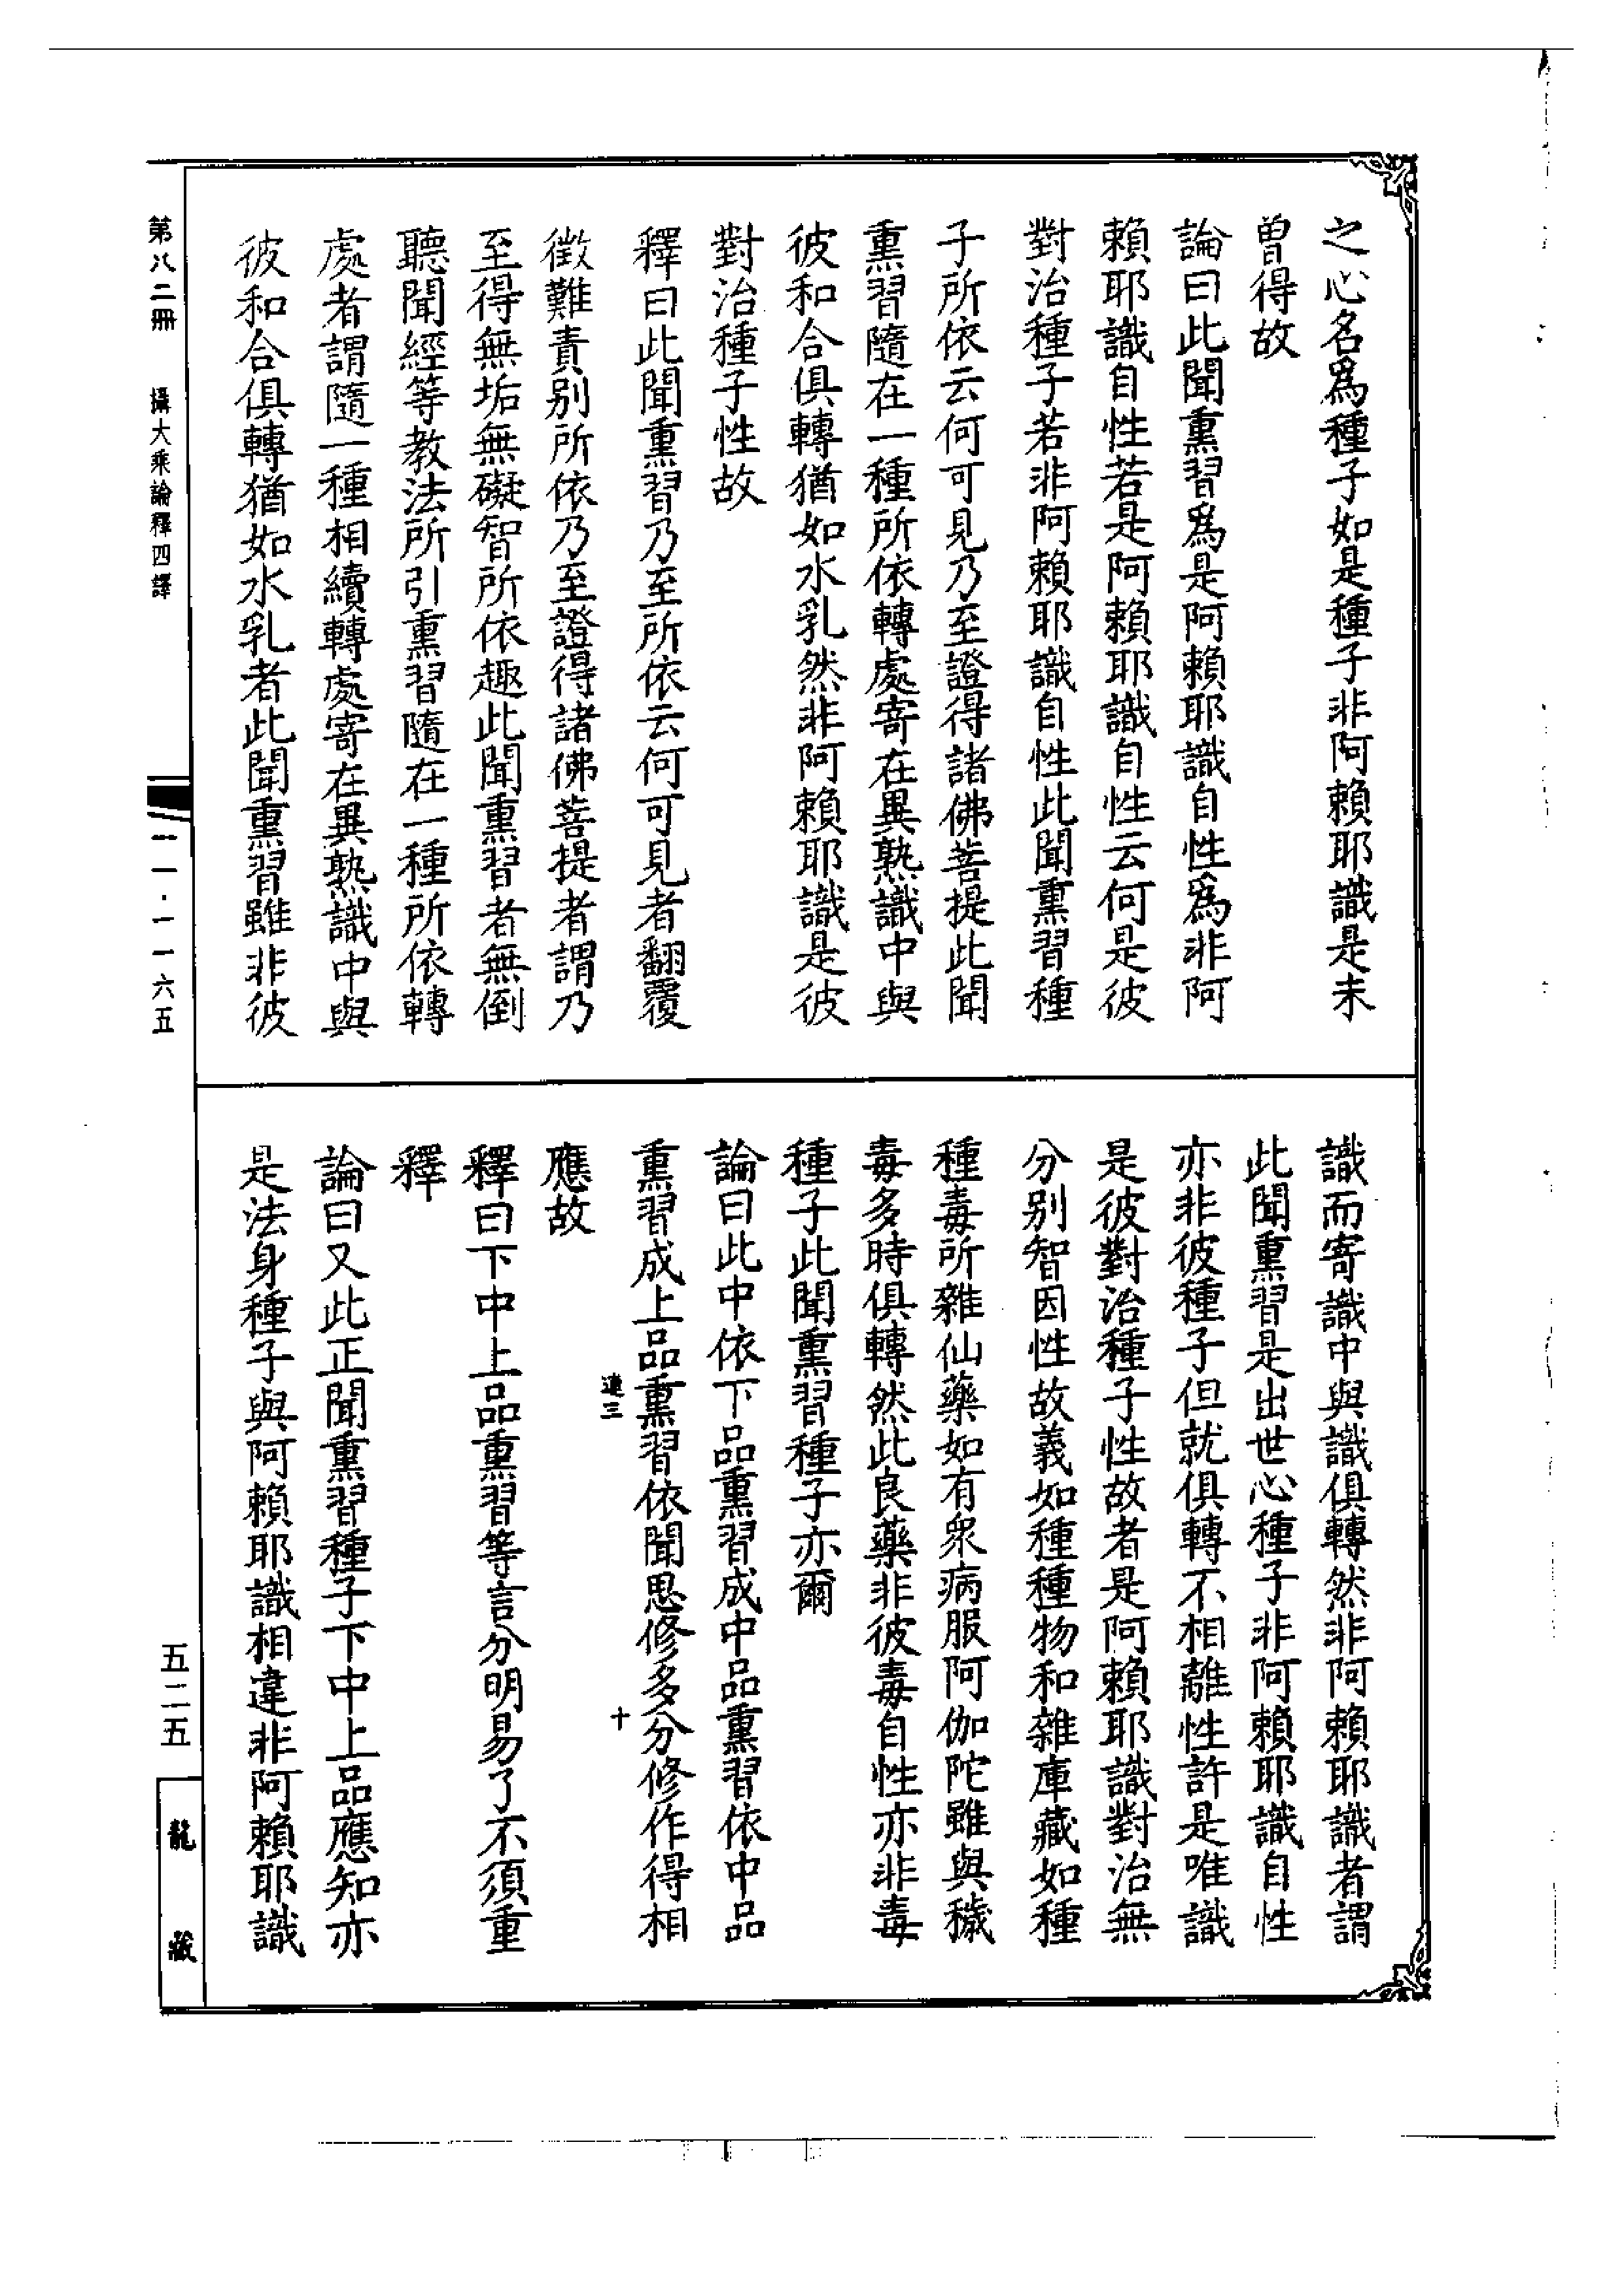 之心名爲種子如是種子非阿賴耶識是未
曾得故
論曰此聞熏習爲是阿賴耶識自性爲非阿
賴耶識自性若是阿賴耶識自性云何是彼
對治種子若非阿賴耶識自性此聞熏習種
子所依云何可見乃至證得諸佛菩提此聞
熏習隨在一種所依轉處寄在異熟識中與
彼和合俱轉猶如水乳然非阿賴耶識是彼
對治種子性故
釋曰此聞熏習乃至所依云何可見者翻覆
徵難責别所依乃至證得諸佛菩提者謂乃
至得無垢無礙智所依趣此聞熏習者無倒
聽聞經等教法所引熏習隨在一種所依轉
處者謂隨一種相續轉處寄在異熟識中與
彼和合俱轉猶如水乳者此聞熏習雖非彼
識而寄識中與識俱轉然非阿賴耶識者謂
此聞熏習是出世心種子非阿賴耶識自性
亦非彼種子但就俱轉不相離性許是唯識
是彼對治種子性故者是阿賴耶識對治無
分别智因性故義如種種物和雜庫藏如種
種毒所雜仙藥如有衆病服阿伽陀雖與穢
毒多時俱轉然此良藥非彼毒自性亦非毒
種子此聞熏習種子亦爾
論曰此中依下品熏習成中品熏習依中品
熏習成上品熏習依聞思修多分修作得相
應故
釋曰下中上品熏習等言分明易了不須重
釋
論曰又此正聞熏習種子下中上品應知亦
是法身種子與阿賴耶識相違非阿賴耶識
第八二冊 攝大乘論釋四譯
一一·一一六五
五二五
龍藏
十